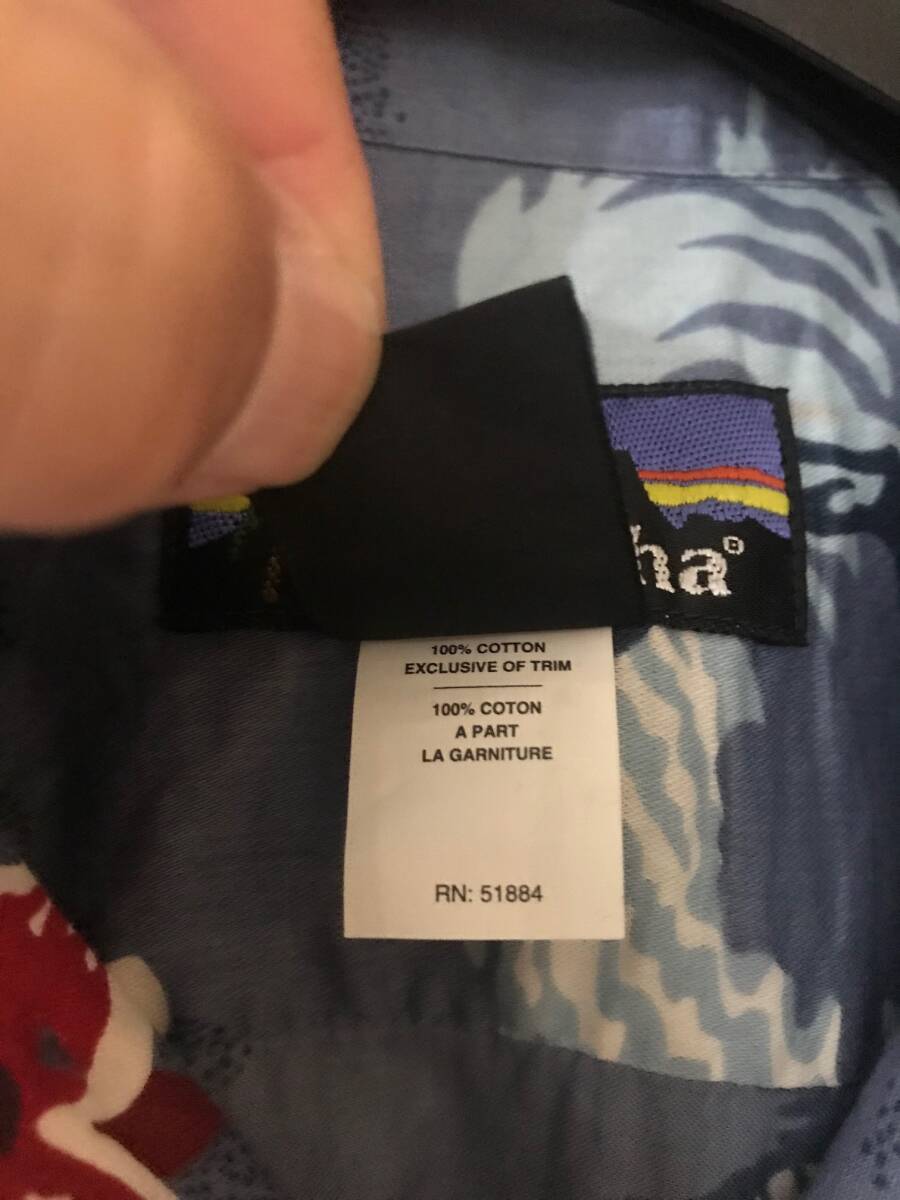 ha®
100% COTTON
EXCLUSIVE OF TRIM
100% COTON
A PART
LA GARNITURE
RN: 51884